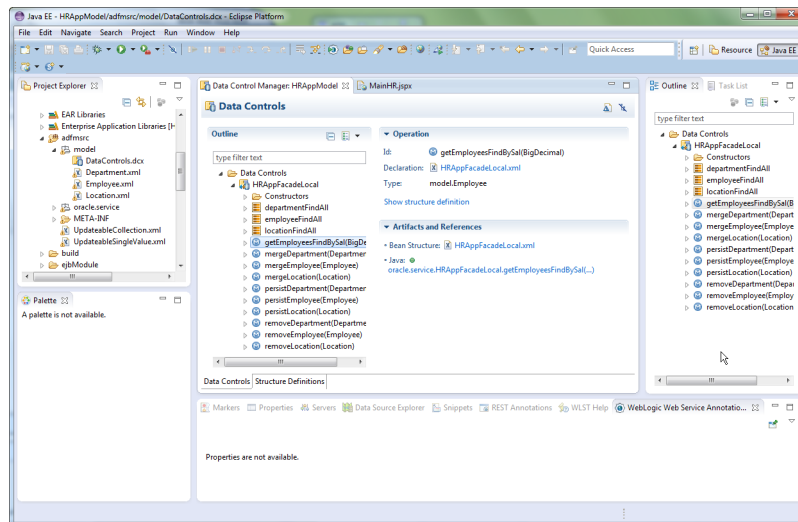 Java EE - HRAppModel/adfmsrc/model/DataControls.dcx - Eclipse Platform
File Edit Navigate Search Project Run Window Help
Quick Access
Resource
Java EE
Project Explorer
EAR Libraries
Enterprise Application Libraries [H
adfmsrc
model
DataControls.dcx
Department.xml
Employee.xml
Location.xml
oracle.service
META-INF
UpdateableCollection.xml
UpdateableSingleValue.xml
build
ejbModule
Palette
A palette is not available.
Data Control Manager: HRAppModel
MainHR.jspx
Data Controls
Outline
type filter text
Data Controls
HRAppFacadeLocal
Constructors
departmentFindAll
employeeFindAll
locationFindAll
getEmployeesFindBySal(BigDe
mergeDepartment(Departmer
mergeEmployee(Employee)
mergeLocation(Location)
persistDepartment(Departmer
persistEmployee(Employee)
persistLocation(Location)
removeDepartment(Departme
removeEmployee(Employee)
removeLocation(Location)
Operation
Id: getEmployeesFindBySal(BigDecimal)
Declaration: HRAppFacadeLocal.xml
Type: model.Employee
Show structure definition
Artifacts and References
• Bean Structure: HRAppFacadeLocal.xml
• Java:
oracle.service.HRAppFacadeLocal.getEmployeesFindBySal(...)
Data Controls Structure Definitions
Outline
Task List
type filter text
Data Controls
HRAppFacadeLocal
Constructors
departmentFindAll
employeeFindAll
locationFindAll
getEmployeesFindBySal(B
mergeDepartment(Depart
mergeEmployee(Employe
mergeLocation(Location)
persistDepartment(Depart
persistEmployee(Employe
persistLocation(Location)
removeDepartment(Depar
removeEmployee(Employ
removeLocation(Location
Markers Properties Servers Data Source Explorer Snippets REST Annotations WLST Help WebLogic Web Service Annotatio...
Properties are not available.